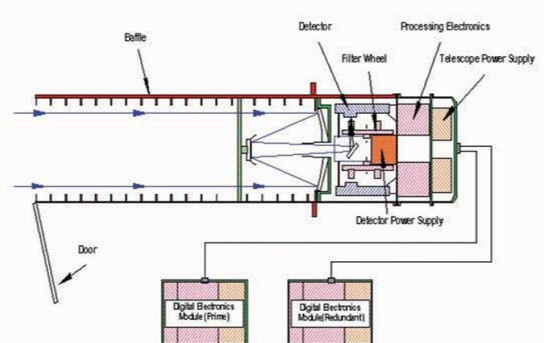 Detector
Processing Electronics
Baffle
Filter Wheel
Telescope Power Supply
Detector Power Supply
Door
Digital Electronics
Module (Prime)
Digital Electronics
Module(Redundant)